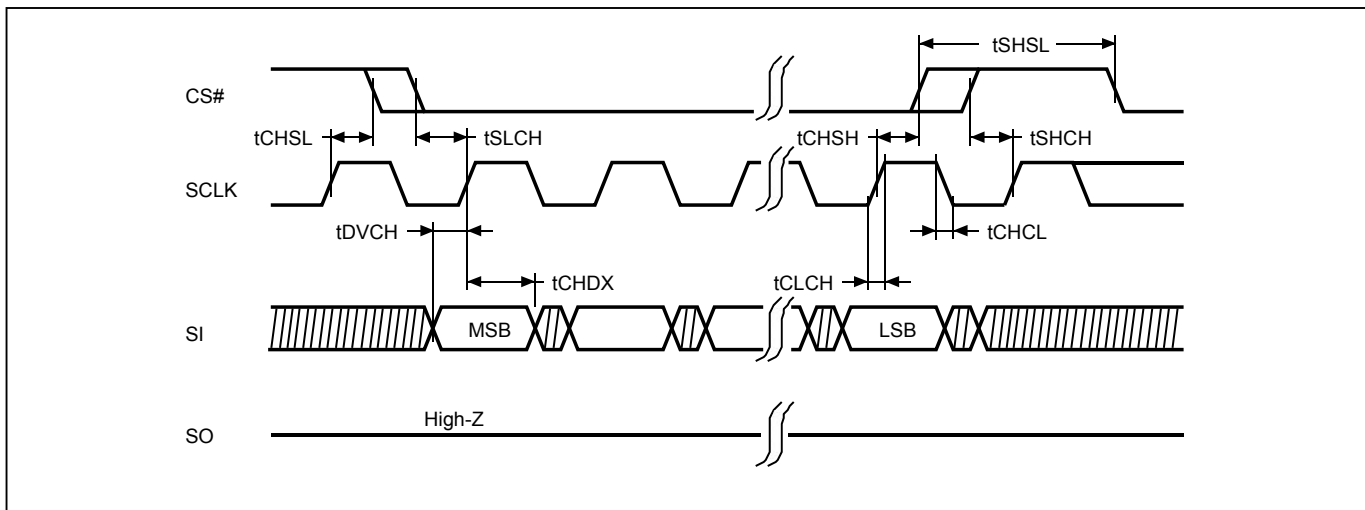 tSHSL
CS#
tCHSL
tSLCH
tCHSH
tSHCH
SCLK
tDVCH
tCHCL
tCHDX
tCLCH
SI
MSB
LSB
High-Z
SO